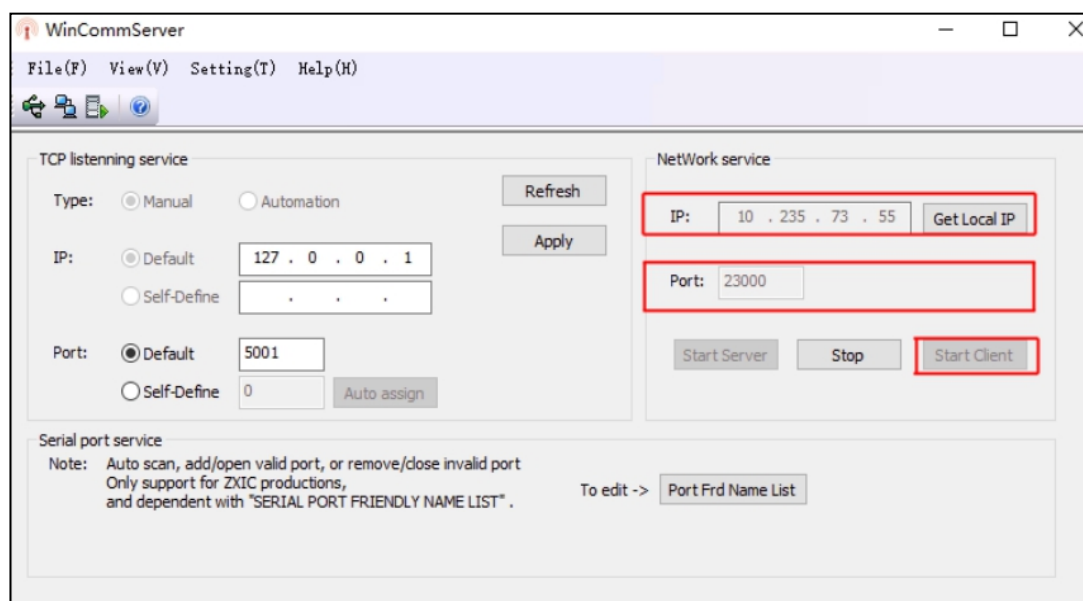 WinCommServer
File(F) View(V) Setting(T) Help(H)
TCP listenning service
Type: Manual Automation Refresh
Apply
IP: Default 127 . 0 . 0 . 1
Self-Define . . .
Port: Default 5001
Self-Define 0 Auto assign
NetWork service
IP: 10 . 235 . 73 . 55 Get Local IP
Port: 23000
Start Server Stop Start Client
Serial port service
Note: Auto scan, add/open valid port, or remove/close invalid port
Only support for ZXIC productions,
and dependent with "SERIAL PORT FRIENDLY NAME LIST" .
To edit -> Port Frd Name List